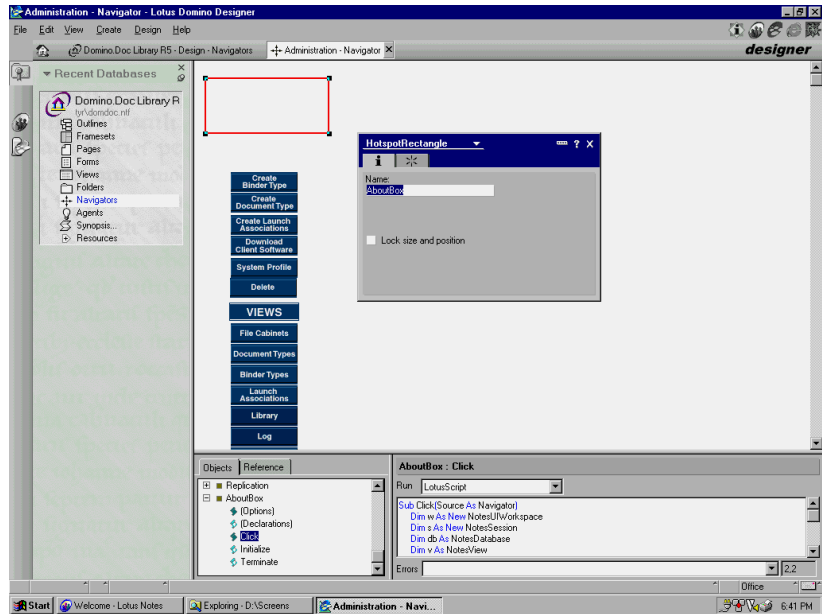 Administration - Navigator - Lotus Domino Designer
File Edit View Create Design Help
Domino.Doc Library R5 - Design - Navigators
Administration - Navigator
designer
Recent Databases
Domino.Doc Library R
tyr\domdoc.ntf
Outlines
Framesets
Pages
Forms
Views
Folders
Navigators
Agents
Synopsis...
Resources
Create
Binder Type
Create
Document Type
Create Launch
Associations
Download
Client Software
System Profile
Delete
VIEWS
File Cabinets
Document Types
Binder Types
Launch
Associations
Library
Log
HotspotRectangle
? X
i
Name:
AboutBox
Lock size and position
Objects Reference
Replication
AboutBox
(Options)
(Declarations)
Click
Initialize
Terminate
AboutBox : Click
Run LotusScript
Sub Click(Source As Navigator)
Dim w As New NotesUIWorkspace
Dim s As New NotesSession
Dim db As NotesDatabase
Dim v As NotesView
Errors 2,2
Office
Start Welcome - Lotus Notes Exploring - D:\Screens Administration - Navi... 6:41 PM